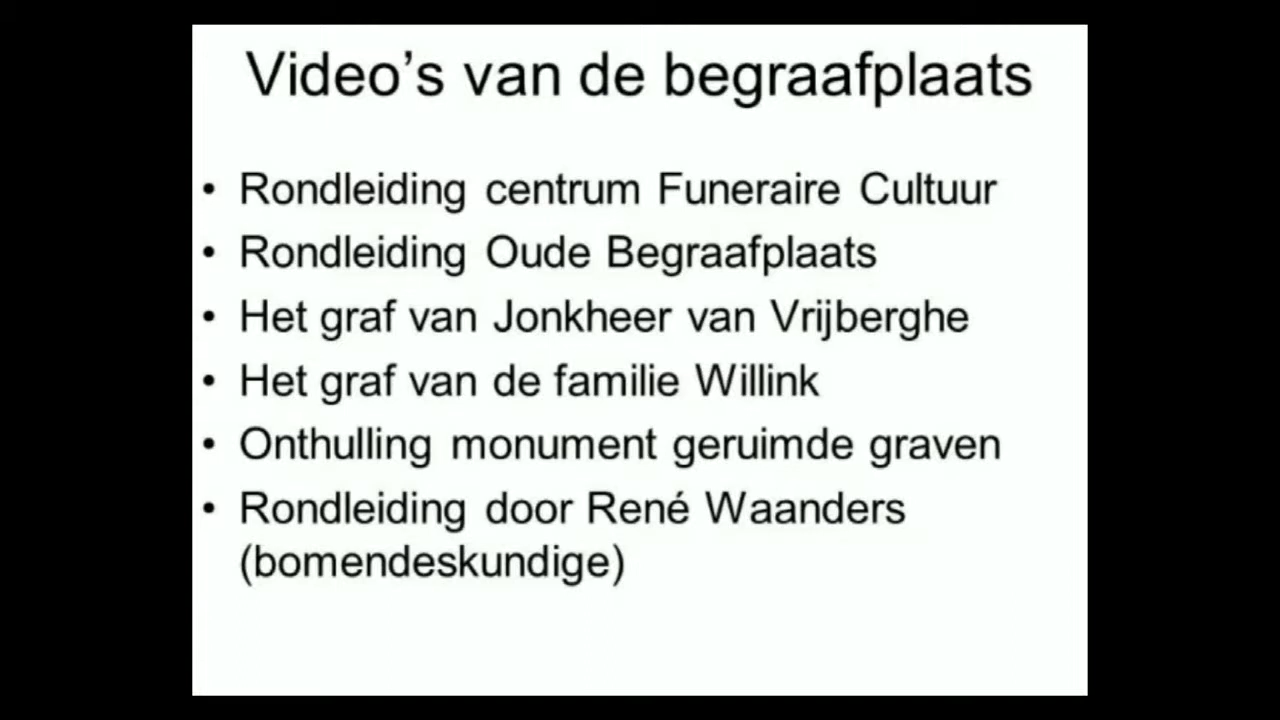 Video’s van de begraafplaats
• Rondleiding centrum Funeraire Cultuur
• Rondleiding Oude Begraafplaats
• Het graf van Jonkheer van Vrijberghe
• Het graf van de familie Willink
• Onthulling monument geruimde graven
• Rondleiding door René Waanders
(bomendeskundige)